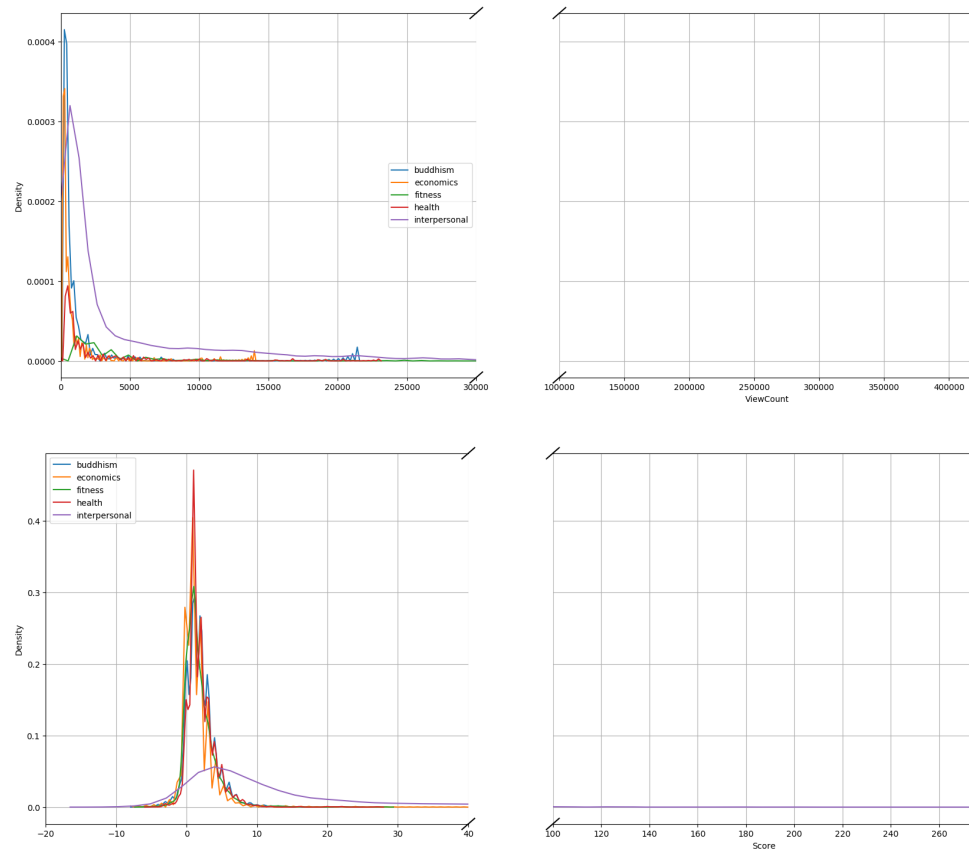 0.0004
0.0003
0.0002
0.0001
0.0000
Density
buddhism
economics
fitness
health
interpersonal
0 5000 10000 15000 20000 25000 30000
100000 150000 200000 250000 300000 350000 400000
ViewCount
buddhism
economics
fitness
health
interpersonal
0.4
0.3
0.2
0.1
0.0
Density
−20 −10 0 10 20 30 40
100 120 140 160 180 200 220 240 260
Score